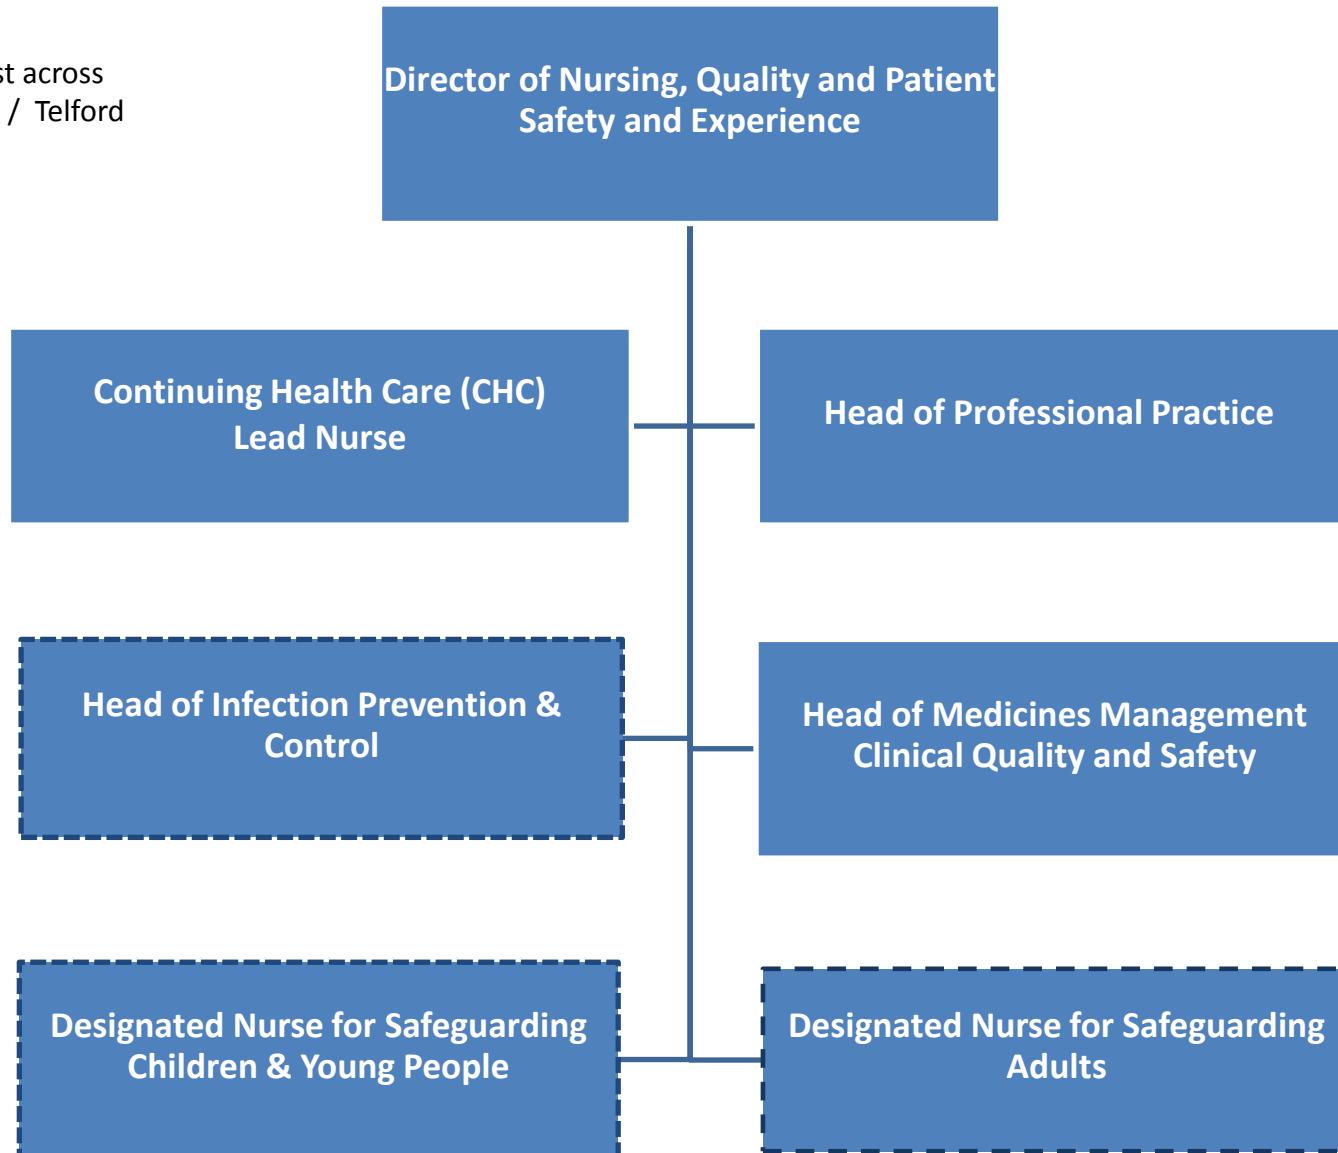 st across
/ Telford
Director of Nursing, Quality and Patient
Safety and Experience
Continuing Health Care (CHC)
Lead Nurse
Head of Professional Practice
Head of Infection Prevention &
Control
Head of Medicines Management
Clinical Quality and Safety
Designated Nurse for Safeguarding
Children & Young People
Designated Nurse for Safeguarding
Adults